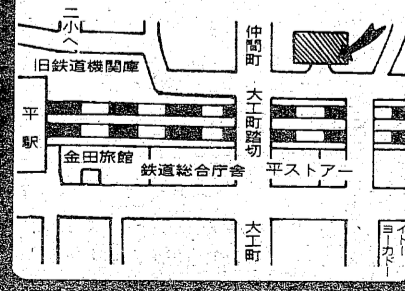 二小へ
仲間町
旧鉄道機関庫
大工町踏切
平駅
金田旅館
鉄道総合庁舎
平ストアー
大工町
イトー
ヨーカドー